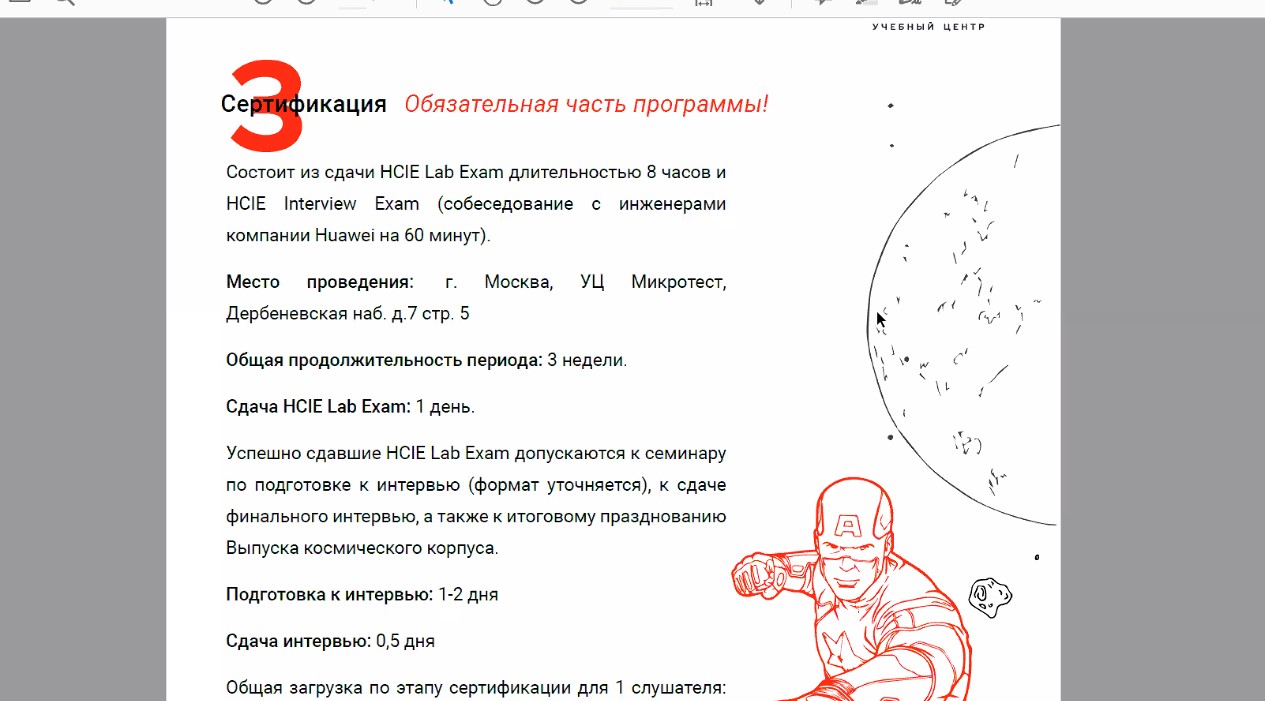 УЧЕБНЫЙ ЦЕНТР
3
Сертификация Обязательная часть программы!
Состоит из сдачи HCIE Lab Exam длительностью 8 часов и
HCIE Interview Exam (собеседование с инженерами
компании Huawei на 60 минут).
Место проведения: г. Москва, УЦ Микротест,
Дербеневская наб. д.7 стр. 5
Общая продолжительность периода: 3 недели.
Сдача HCIE Lab Exam: 1 день.
Успешно сдавшие HCIE Lab Exam допускаются к семинару
по подготовке к интервью (формат уточняется), к сдаче
финального интервью, а также к итоговому празднованию
Выпуска космического корпуса.
Подготовка к интервью: 1-2 дня
Сдача интервью: 0,5 дня
Общая загрузка по этапу сертификации для 1 слушателя:
A